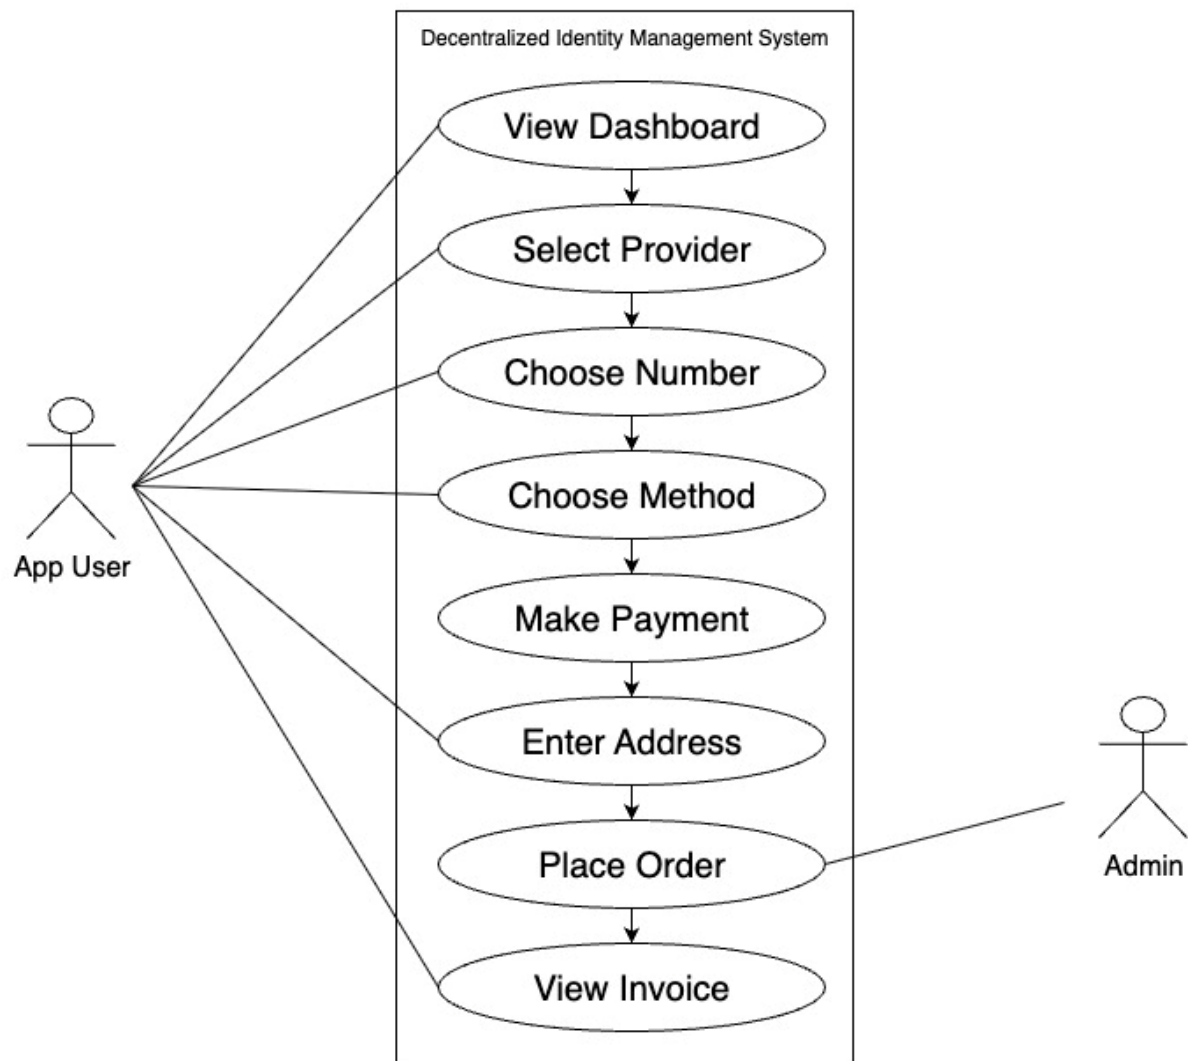 Decentralized Identity Management System
View Dashboard
Select Provider
Choose Number
Choose Method
App User
Make Payment
Enter Address
Place Order
Admin
View Invoice